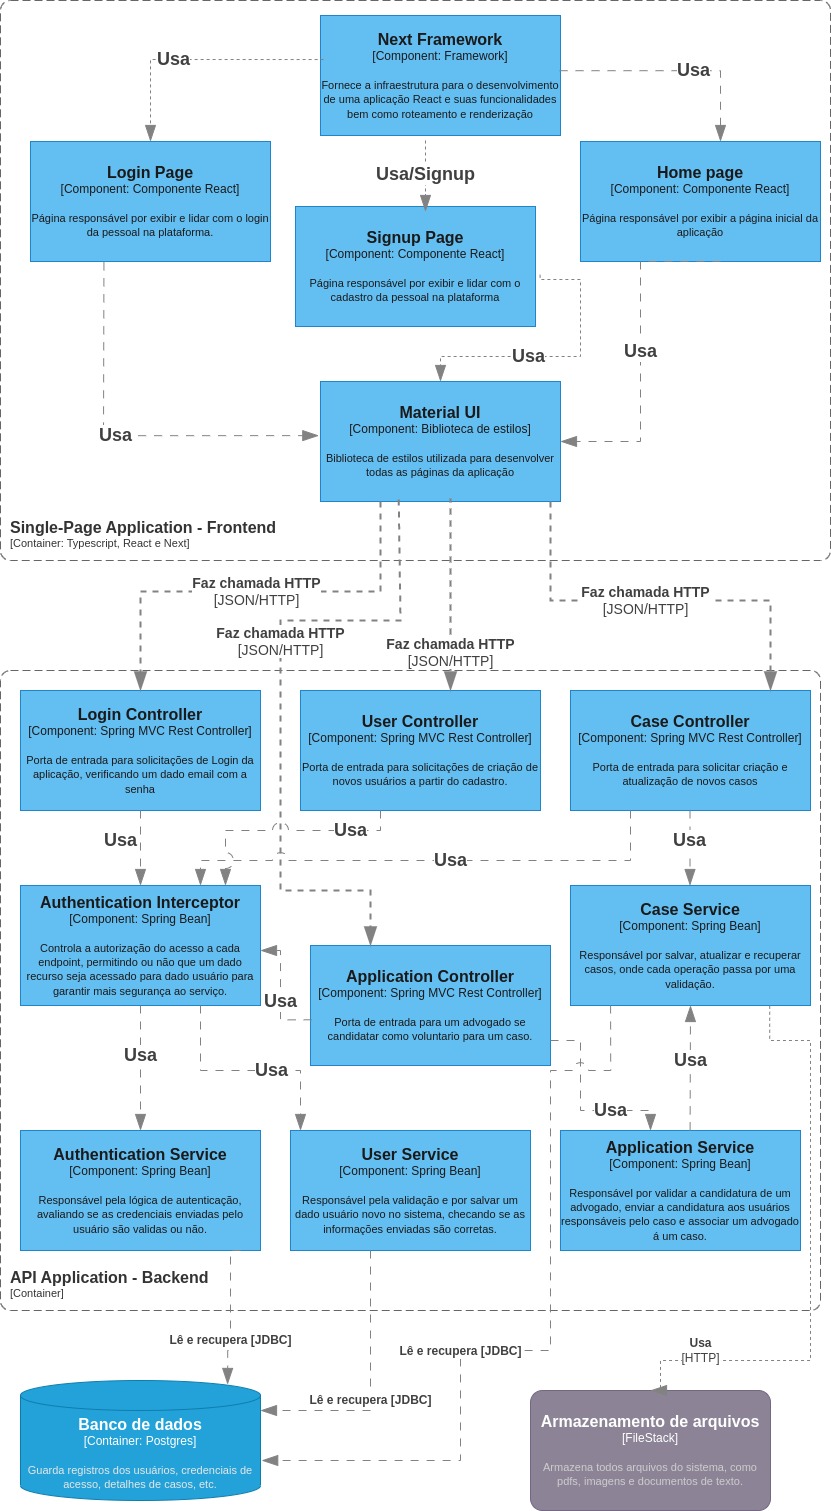 Next Framework
[Component: Framework]
Fornece a infraestrutura para o desenvolvimento
de uma aplicação React e suas funcionalidades
bem como roteamento e renderização
Usa
Usa
Usa/Signup
Login Page
[Component: Componente React]
Página responsável por exibir e lidar com o login
da pessoal na plataforma.
Home page
[Component: Componente React]
Página responsável por exibir a página inicial da
aplicação
Signup Page
[Component: Componente React]
Página responsável por exibir e lidar com o
cadastro da pessoal na plataforma
Usa
Usa
Usa
Material UI
[Component: Biblioteca de estilos]
Biblioteca de estilos utilizada para desenvolver
todas as páginas da aplicação
Single-Page Application - Frontend
[Container: Typescript, React e Next]
Faz chamada HTTP
[JSON/HTTP]
Faz chamada HTTP
[JSON/HTTP]
Faz chamada HTTP
[JSON/HTTP]
Faz chamada HTTP
[JSON/HTTP]
Login Controller
[Component: Spring MVC Rest Controller]
Porta de entrada para solicitações de Login da
aplicação, verificando um dado email com a
senha
User Controller
[Component: Spring MVC Rest Controller]
Porta de entrada para solicitações de criação de
novos usuários a partir do cadastro.
Case Controller
[Component: Spring MVC Rest Controller]
Porta de entrada para solicitar criação e
atualização de novos casos
Usa
Usa
Usa
Usa
Authentication Interceptor
[Component: Spring Bean]
Controla a autorização do acesso a cada
endpoint, permitindo ou não que um dado
recurso seja acessado para dado usuário para
garantir mais segurança ao serviço.
Case Service
[Component: Spring Bean]
Responsável por salvar, atualizar e recuperar
casos, onde cada operação passa por uma
validação.
Application Controller
[Component: Spring MVC Rest Controller]
Porta de entrada para um advogado se
candidatar como voluntario para um caso.
Usa
Usa
Usa
Usa
Usa
Authentication Service
[Component: Spring Bean]
Responsável pela lógica de autenticação,
avaliando se as credenciais enviadas pelo
usuário são validas ou não.
User Service
[Component: Spring Bean]
Responsável pela validação e por salvar um
dado usuário novo no sistema, checando se as
informações enviadas são corretas.
Application Service
[Component: Spring Bean]
Responsável por validar a candidatura de um
advogado, enviar a candidatura aos usuários
responsáveis pelo caso e associar um advogado
á um caso.
API Application - Backend
[Container]
Lê e recupera [JDBC]
Lê e recupera [JDBC]
Lê e recupera [JDBC]
Usa
[HTTP]
Banco de dados
[Container: Postgres]
Guarda registros dos usuários, credenciais de
acesso, detalhes de casos, etc.
Armazenamento de arquivos
[FileStack]
Armazena todos arquivos do sistema, como
pdfs, imagens e documentos de texto.